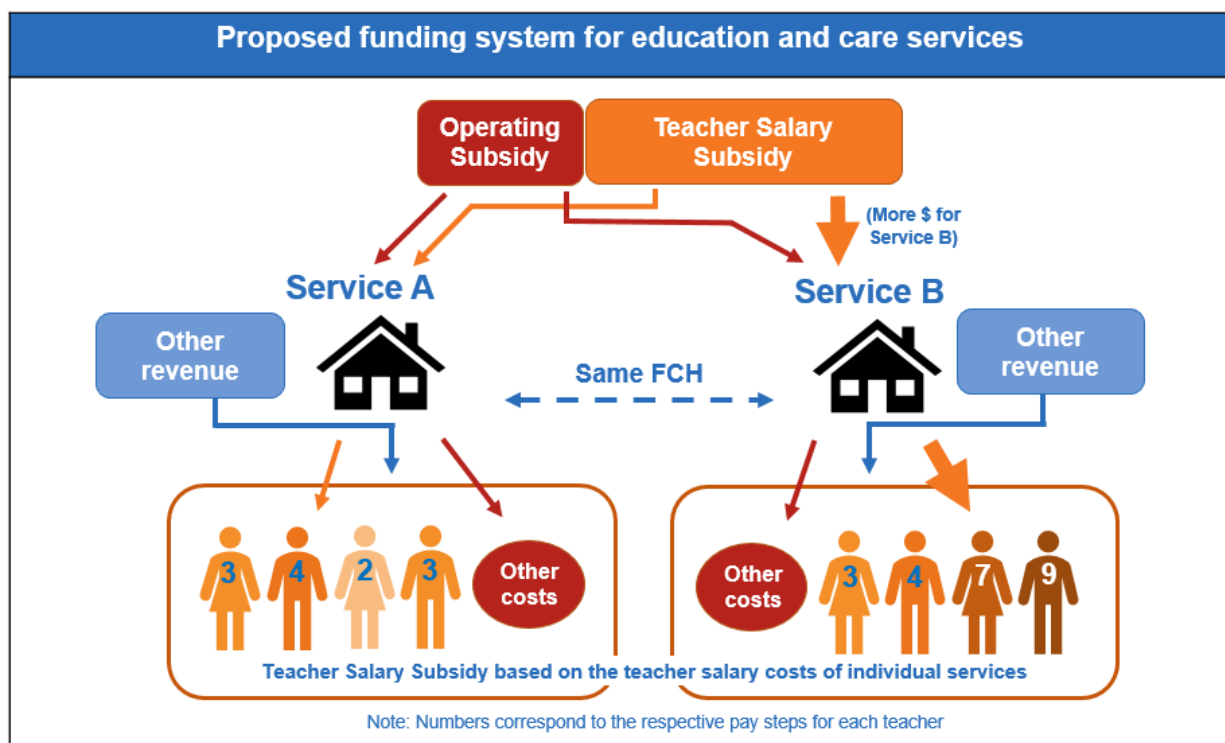 Proposed funding system for education and care services
Operating
Subsidy
Teacher Salary
Subsidy
(More $ for
Service B)
Service A
Service B
Other
revenue
Other
revenue
Same FCH
3 4 2 3
Other
costs
Other
costs
3 4 7 9
Teacher Salary Subsidy based on the teacher salary costs of individual services
Note: Numbers correspond to the respective pay steps for each teacher